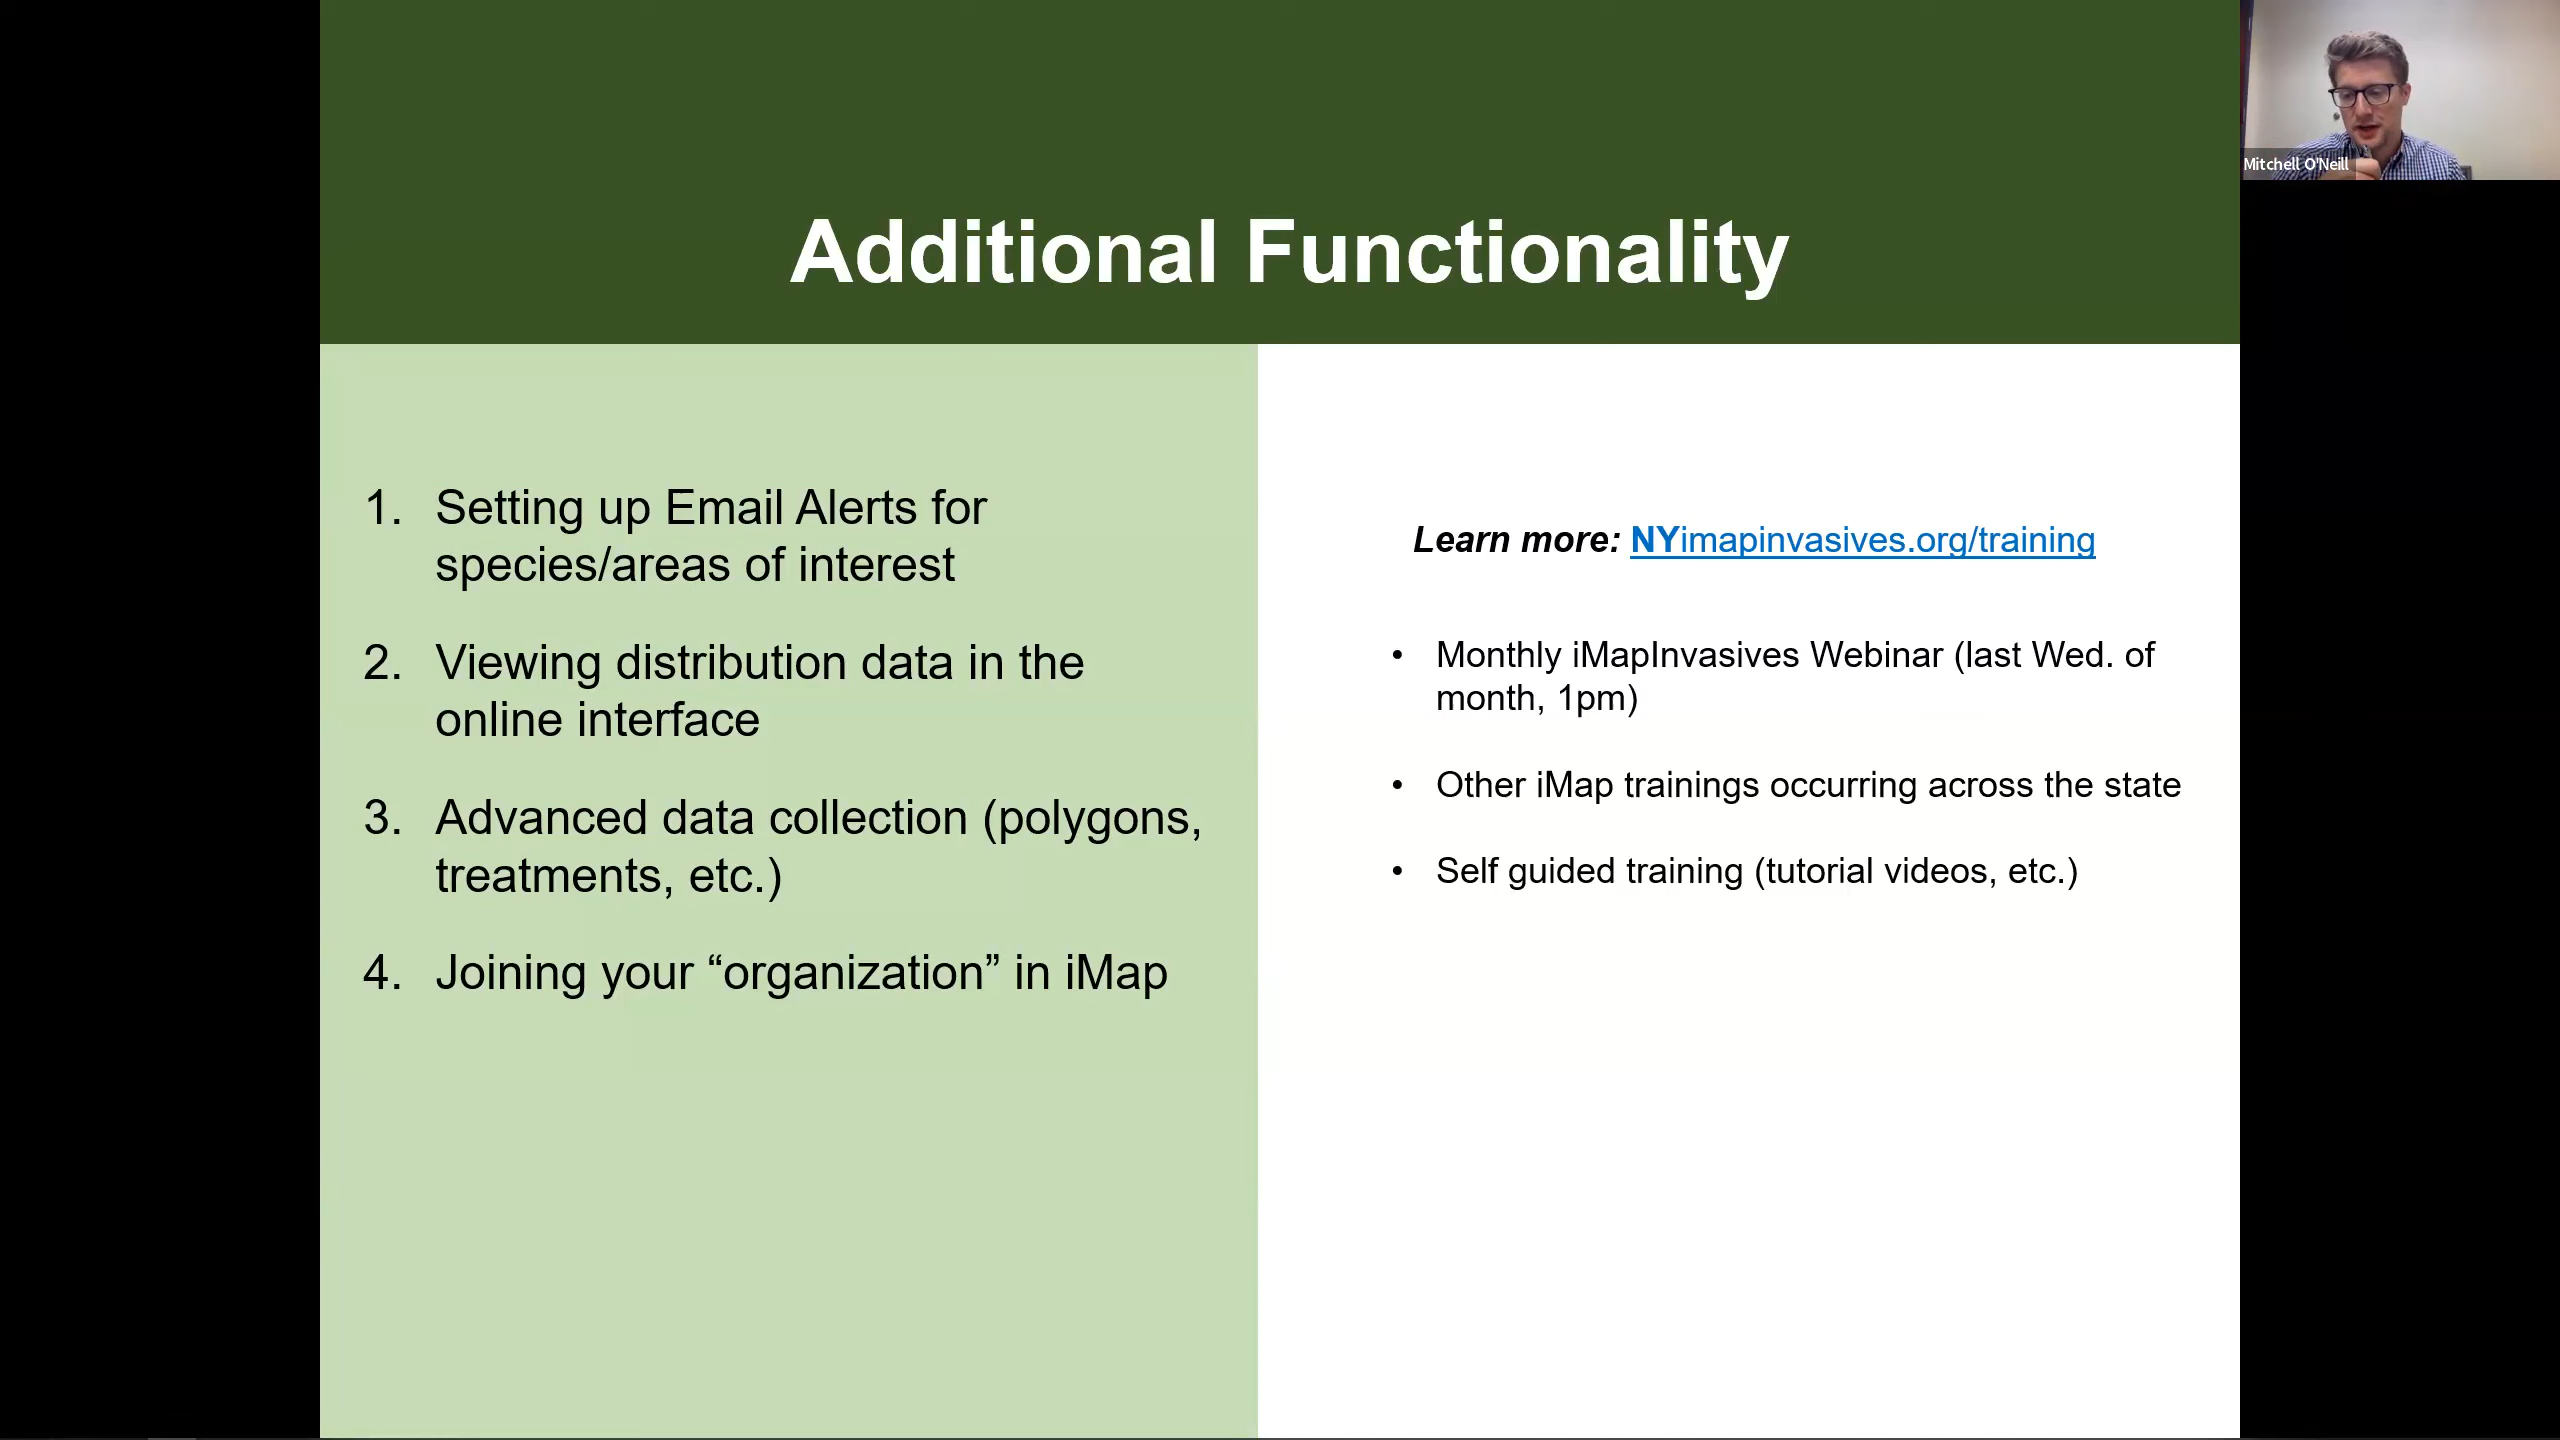 Additional Functionality
1. Setting up Email Alerts for
species/areas of interest
2. Viewing distribution data in the
online interface
3. Advanced data collection (polygons,
treatments, etc.)
4. Joining your “organization” in iMap
Learn more: NYimapinvasives.org/training
• Monthly iMapInvasives Webinar (last Wed. of
month, 1pm)
• Other iMap trainings occurring across the state
• Self guided training (tutorial videos, etc.)
Mitchell O'Neill